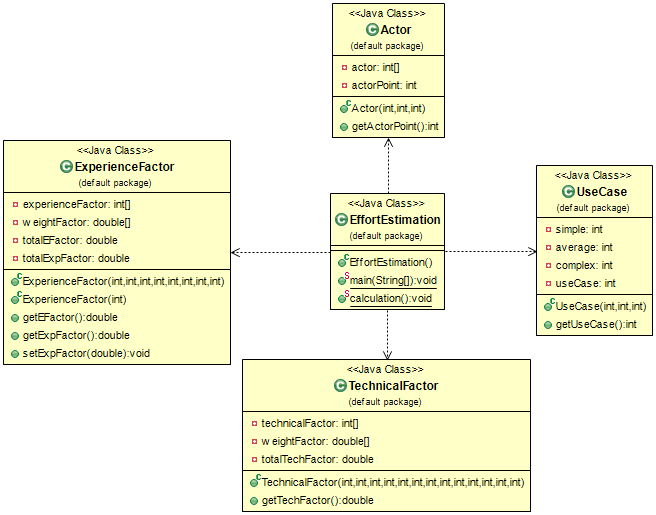 <<Java Class>>
Actor
(default package)
actor: int[]
actorPoint: int
Actor(int,int,int)
getActorPoint():int
<<Java Class>>
ExperienceFactor
(default package)
experienceFactor: int[]
weightFactor: double[]
totalEFactor: double
totalExpFactor: double
ExperienceFactor(int,int,int,int,int,int,int,int)
ExperienceFactor(int)
getEFactor():double
getExpFactor():double
setExpFactor(double):void
<<Java Class>>
EffortEstimation
(default package)
EffortEstimation()
main(String[]):void
calculation():void
<<Java Class>>
UseCase
(default package)
simple: int
average: int
complex: int
useCase: int
UseCase(int,int,int)
getUseCase():int
<<Java Class>>
TechnicalFactor
(default package)
technicalFactor: int[]
weightFactor: double[]
totalTechFactor: double
TechnicalFactor(int,int,int,int,int,int,int,int,int,int,int,int,int)
getTechFactor():double